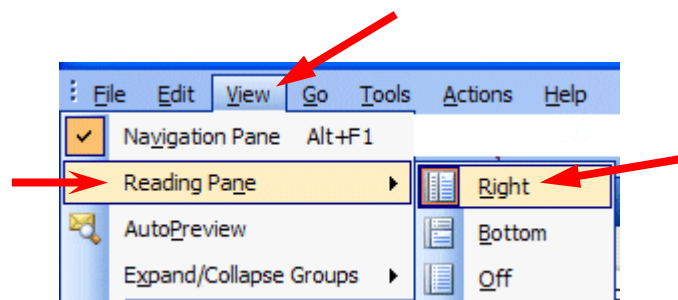 File Edit View Go Tools Actions Help
Navigation Pane Alt+F1
Reading Pane
Right
AutoPreview
Bottom
Expand/Collapse Groups
Off